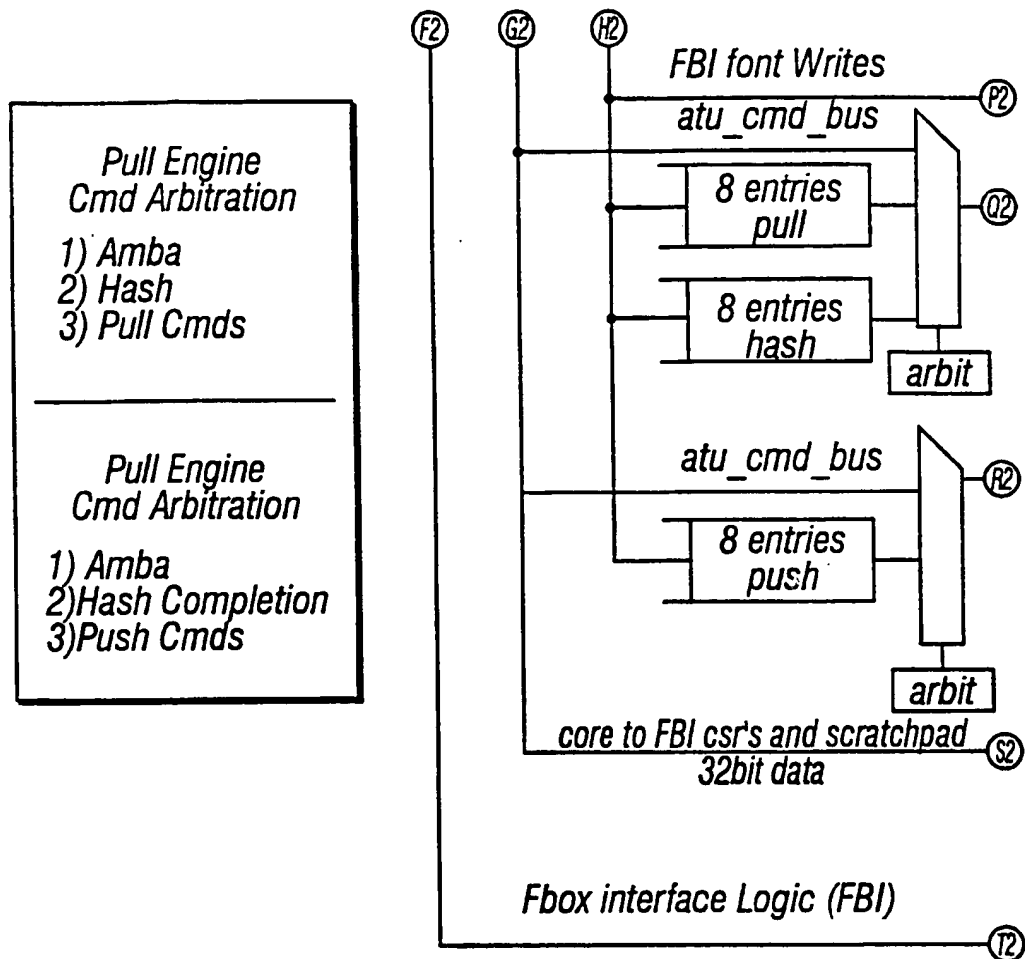 F2
G2
H2
FBI font Writes
P2
atu_cmd_bus
Pull Engine
Cmd Arbitration
1) Amba
2) Hash
3) Pull Cmds
8 entries
pull
Q2
8 entries
hash
arbit
Pull Engine
Cmd Arbitration
1) Amba
2)Hash Completion
3)Push Cmds
atu_cmd_bus
R2
8 entries
push
arbit
core to FBI csr's and scratchpad
32bit data
S2
Fbox interface Logic (FBI)
T2